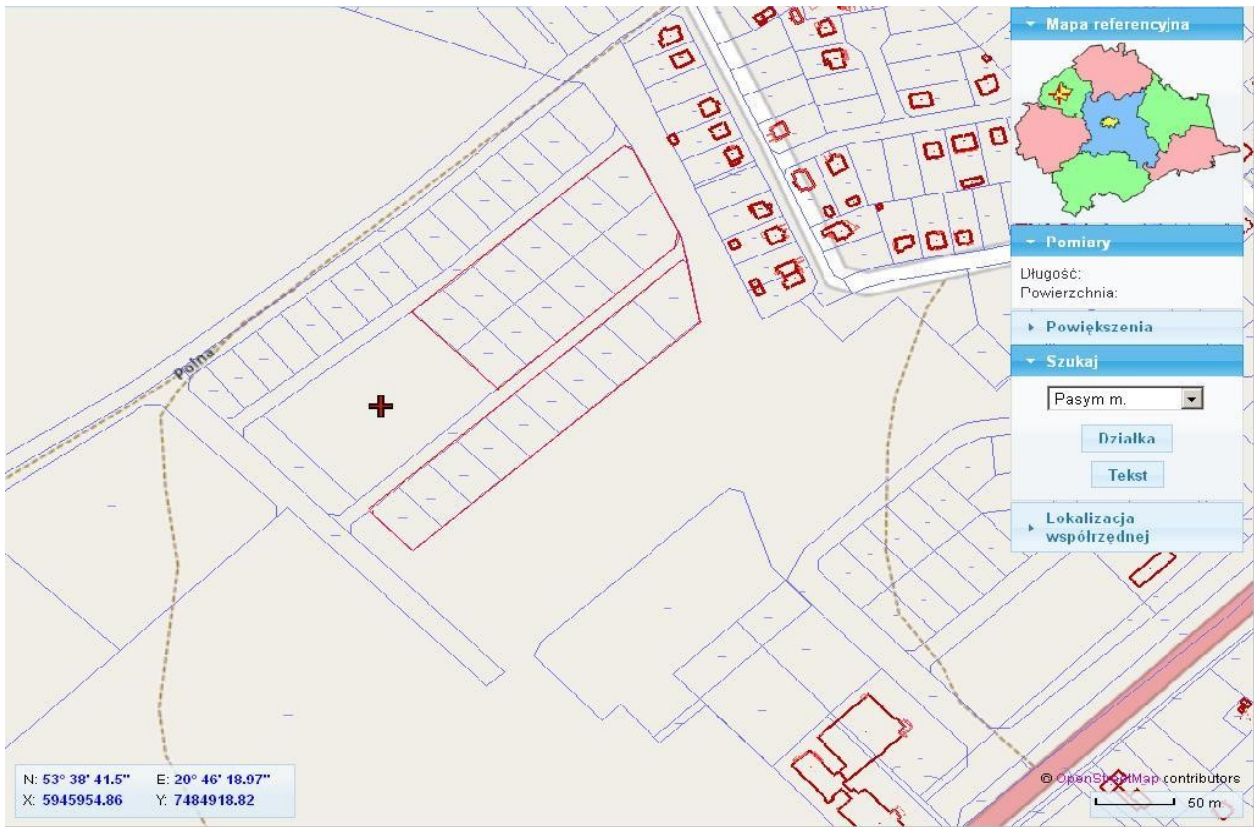 Mapa referencyjna
Pomiary
Długość:
Powierzchnia:
Powiększenia
Szukaj
Pasym m.
Działka
Tekst
Lokalizacja
współrzędnej
Polna
N: 53° 38' 41.5" E: 20° 46' 18.97"
X: 5945954.86 Y: 7484918.82
© OpenStreetMap contributors
50 m